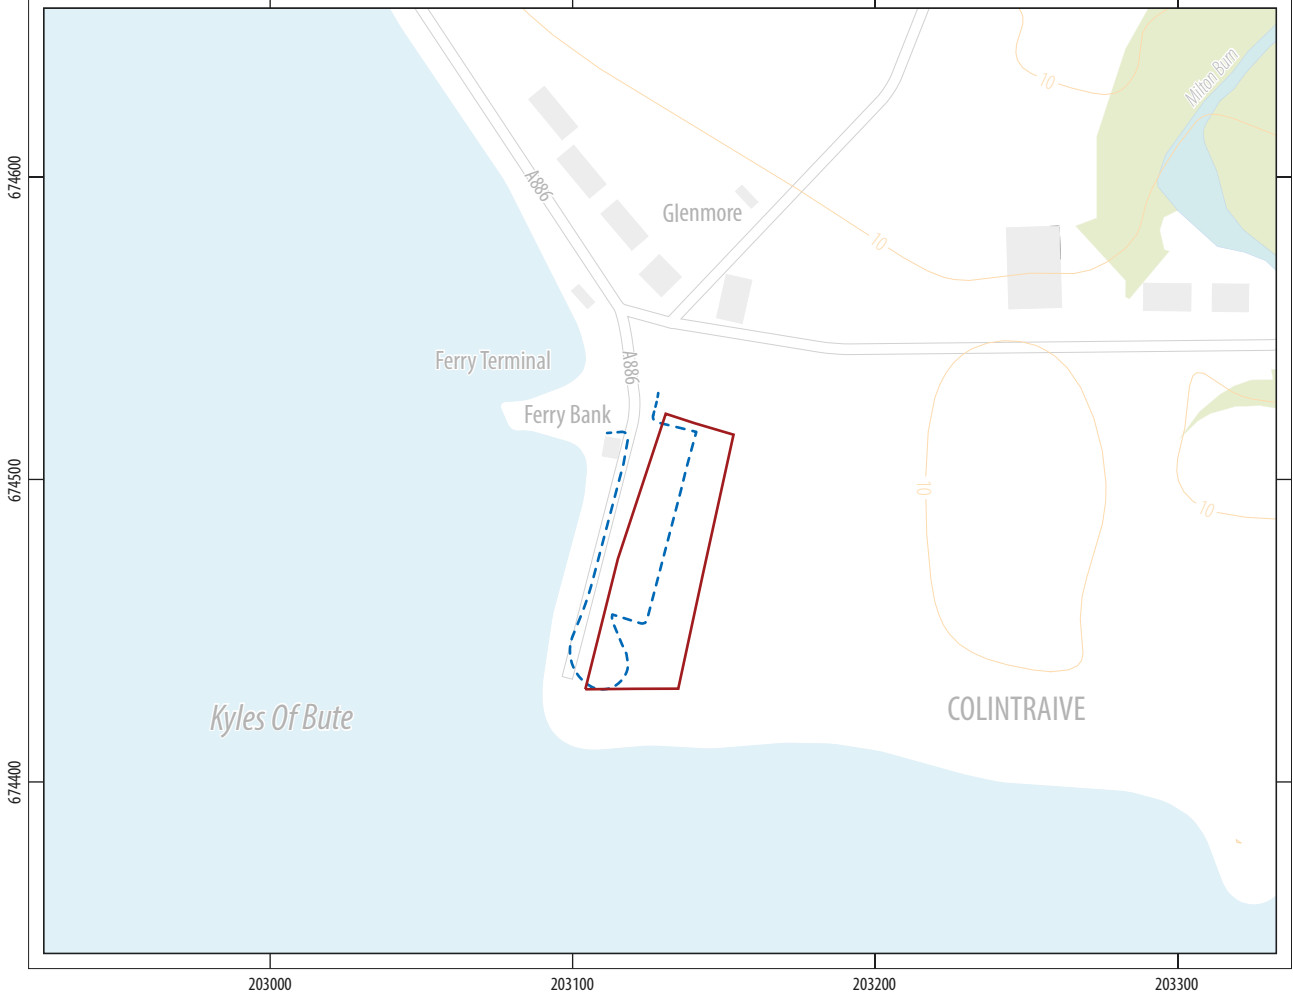 Milton Burn
10
674600
A886
Glenmore
10
Ferry Terminal
A886
Ferry Bank
674500
10
10
Kyles Of Bute
COLINTRAIVE
674400
203000
203100
203200
203300